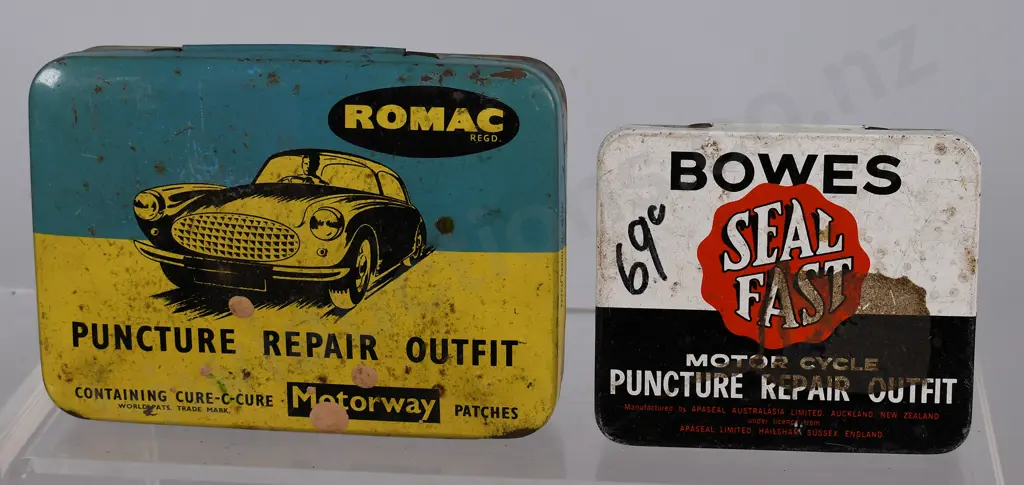 ROMAC
REGD.
PUNCTURE REPAIR OUTFIT
CONTAINING CURE-C-CURE Motorway PATCHES
WORLD PATS. TRADE MARK.
BOWES
69c
SEAL
FAST
MOTOR CYCLE
PUNCTURE REPAIR OUTFIT
Manufactured by APASEAL AUSTRALASIA LIMITED. AUCKLAND, NEW ZEALAND
under licence from
APASEAL LIMITED, HAILSHAM, SUSSEX, ENGLAND.